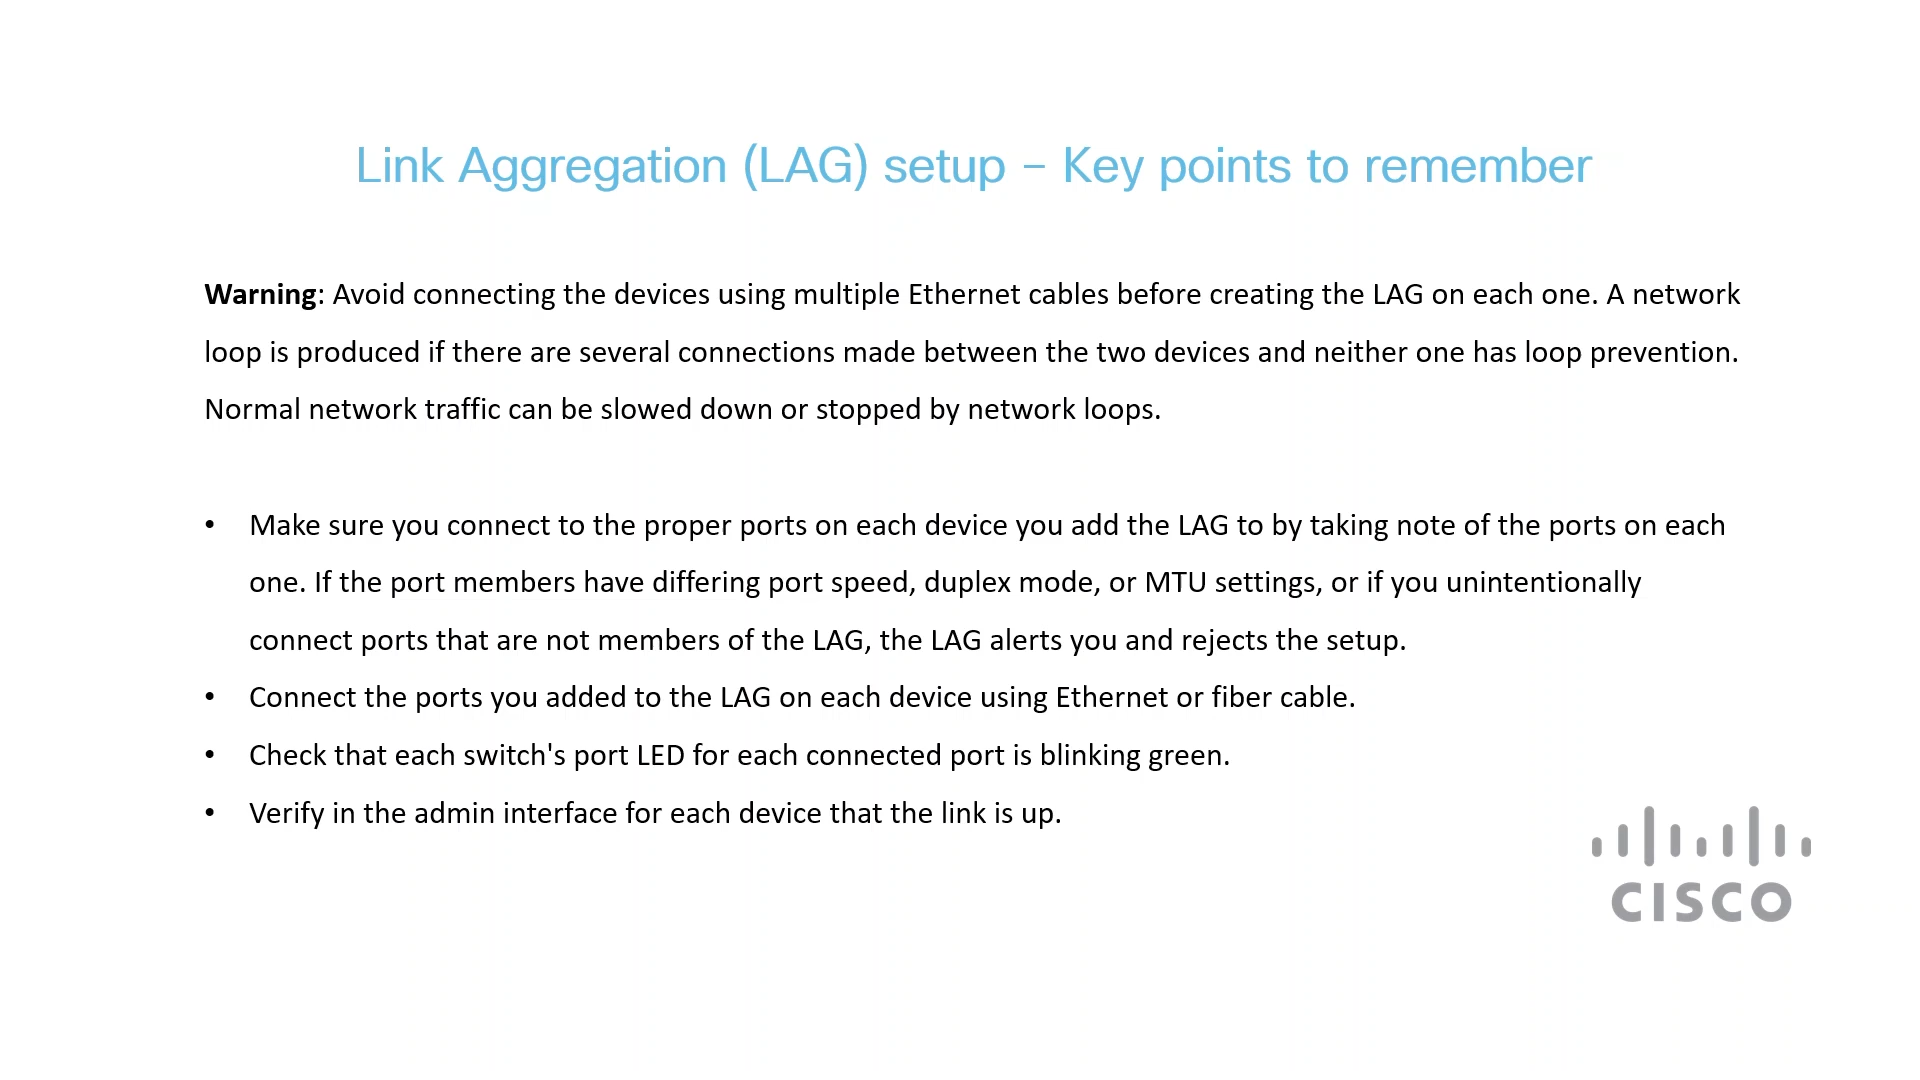 Link Aggregation (LAG) setup – Key points to remember
Warning: Avoid connecting the devices using multiple Ethernet cables before creating the LAG on each one. A network
loop is produced if there are several connections made between the two devices and neither one has loop prevention.
Normal network traffic can be slowed down or stopped by network loops.
• Make sure you connect to the proper ports on each device you add the LAG to by taking note of the ports on each
one. If the port members have differing port speed, duplex mode, or MTU settings, or if you unintentionally
connect ports that are not members of the LAG, the LAG alerts you and rejects the setup.
• Connect the ports you added to the LAG on each device using Ethernet or fiber cable.
• Check that each switch's port LED for each connected port is blinking green.
• Verify in the admin interface for each device that the link is up.
CISCO